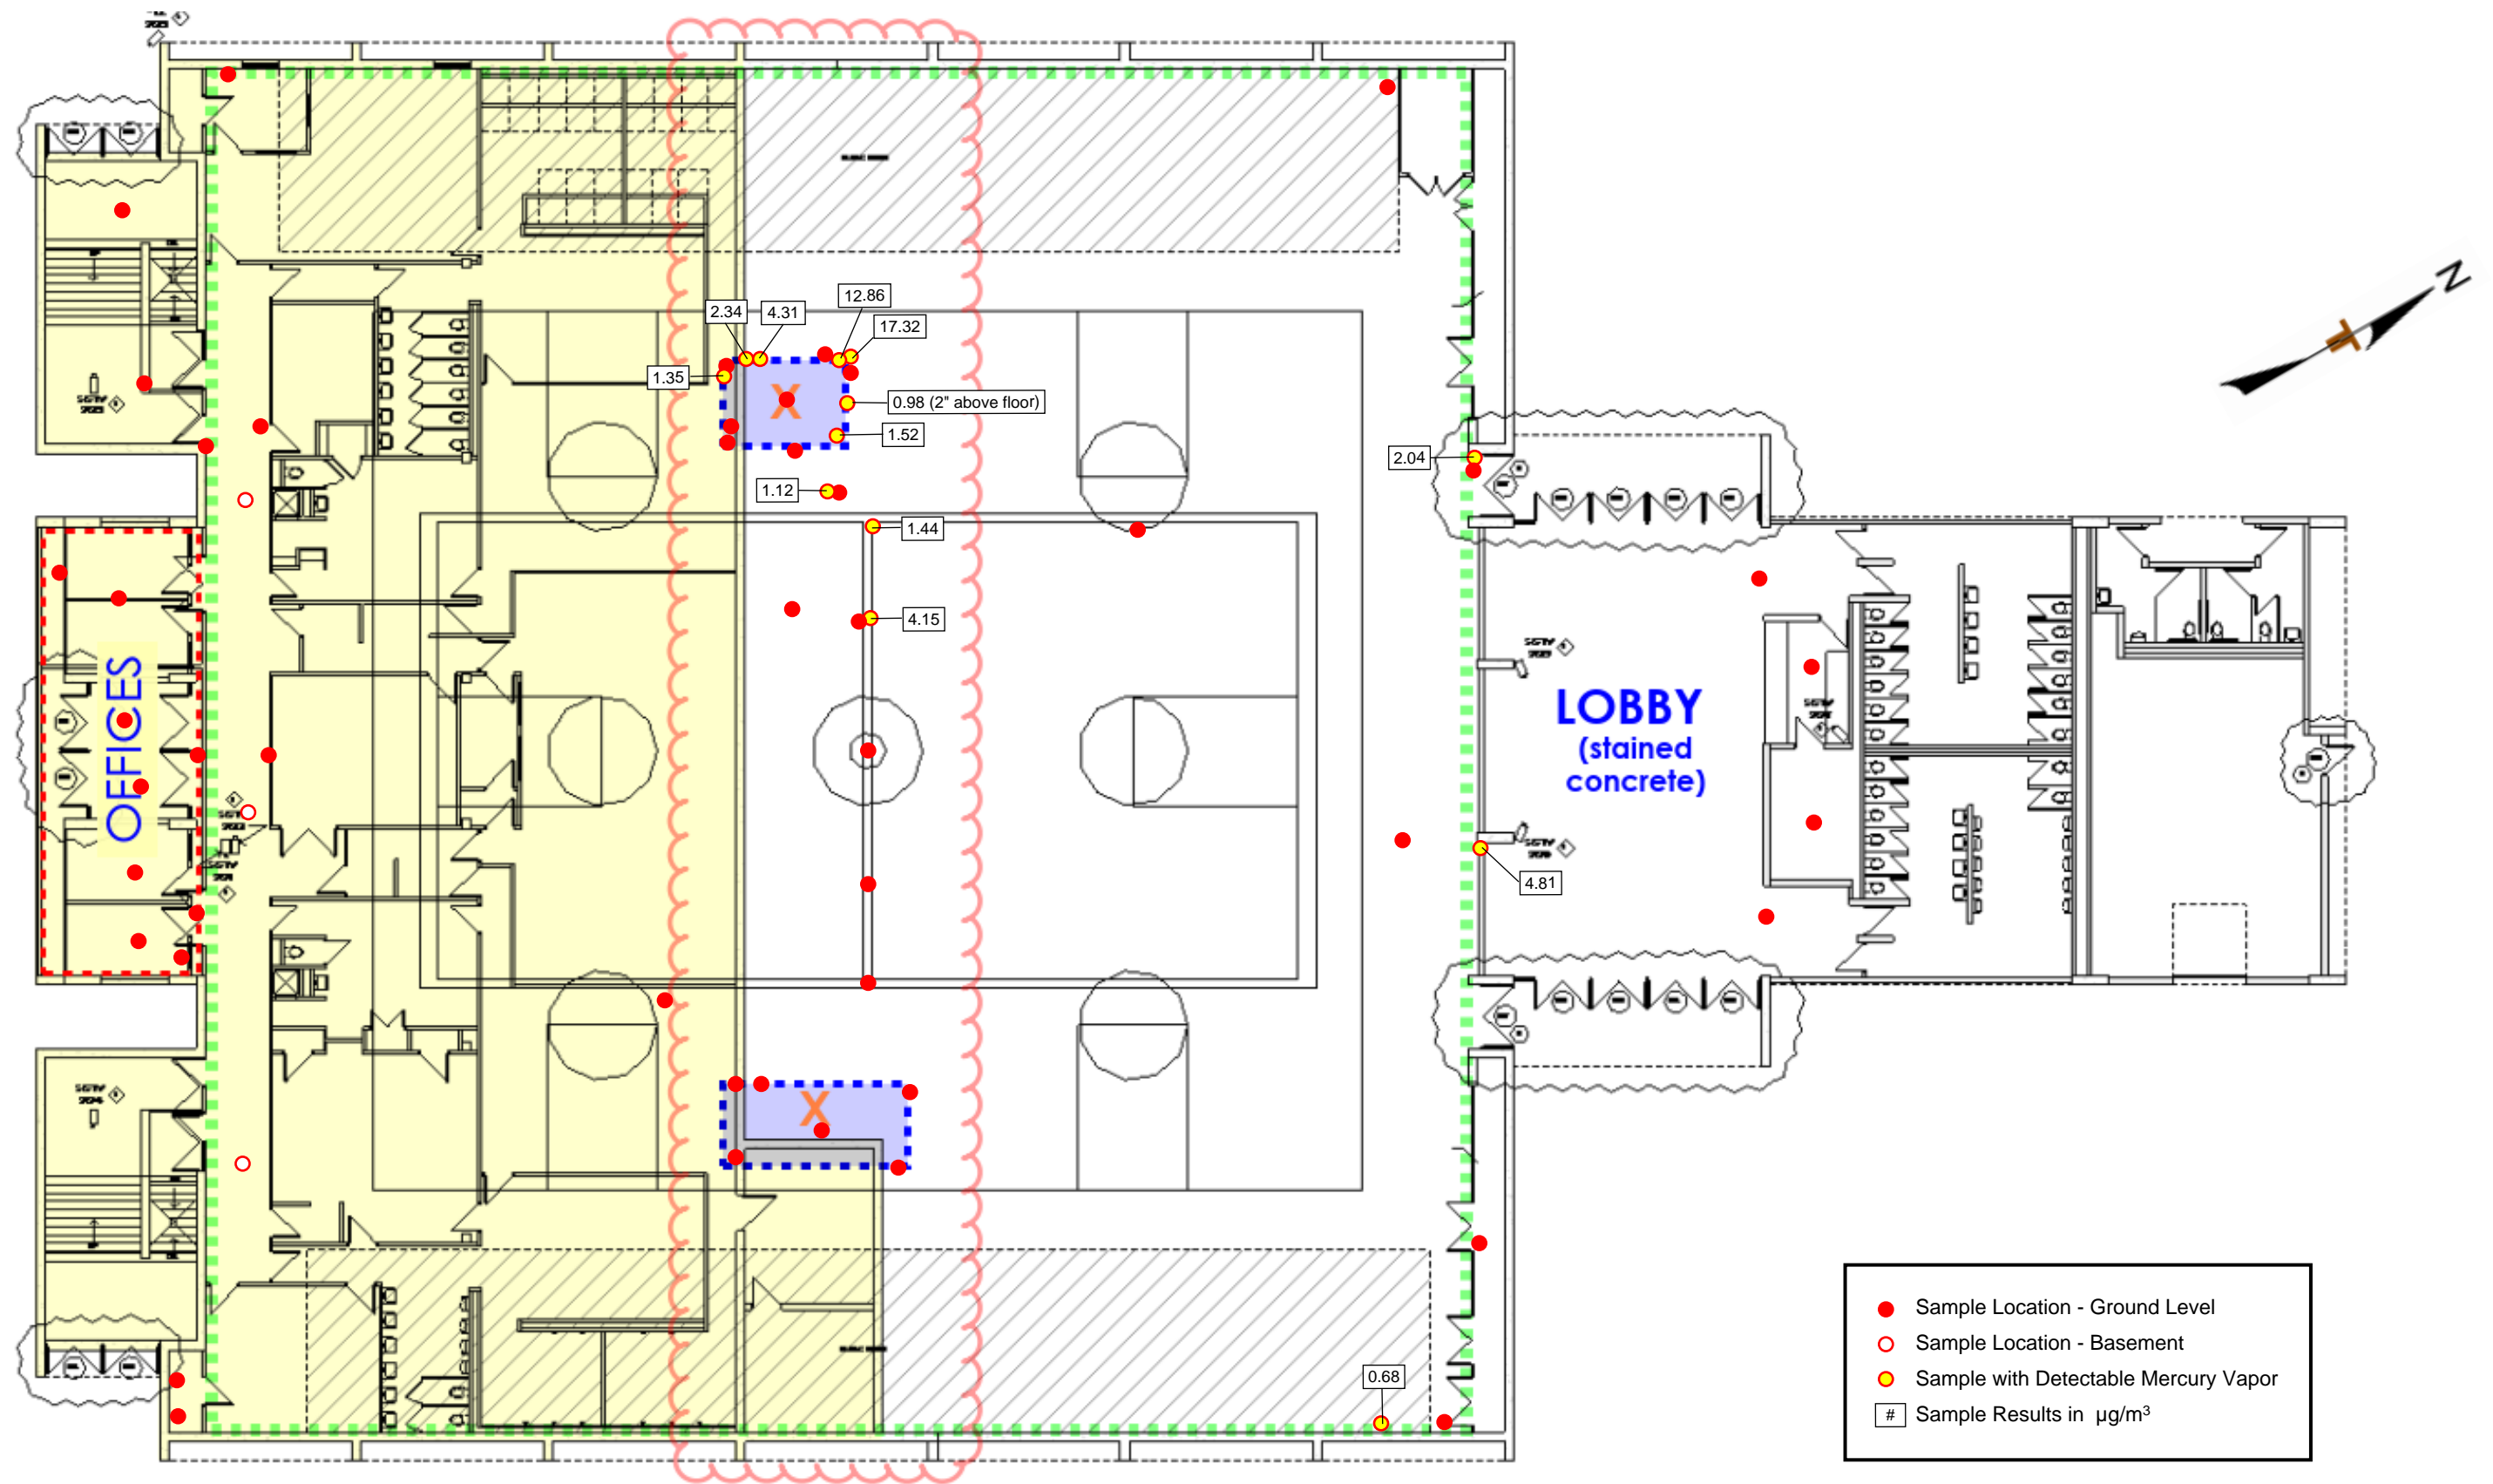 N
12.86
2.34
4.31
17.32
1.35
X
0.98 (2" above floor)
1.52
2.04
1.12
1.44
4.15
OFFICES
LOBBY
(stained
concrete)
4.81
X
0.68
Sample Location - Ground Level
Sample Location - Basement
Sample with Detectable Mercury Vapor
# Sample Results in µg/m³